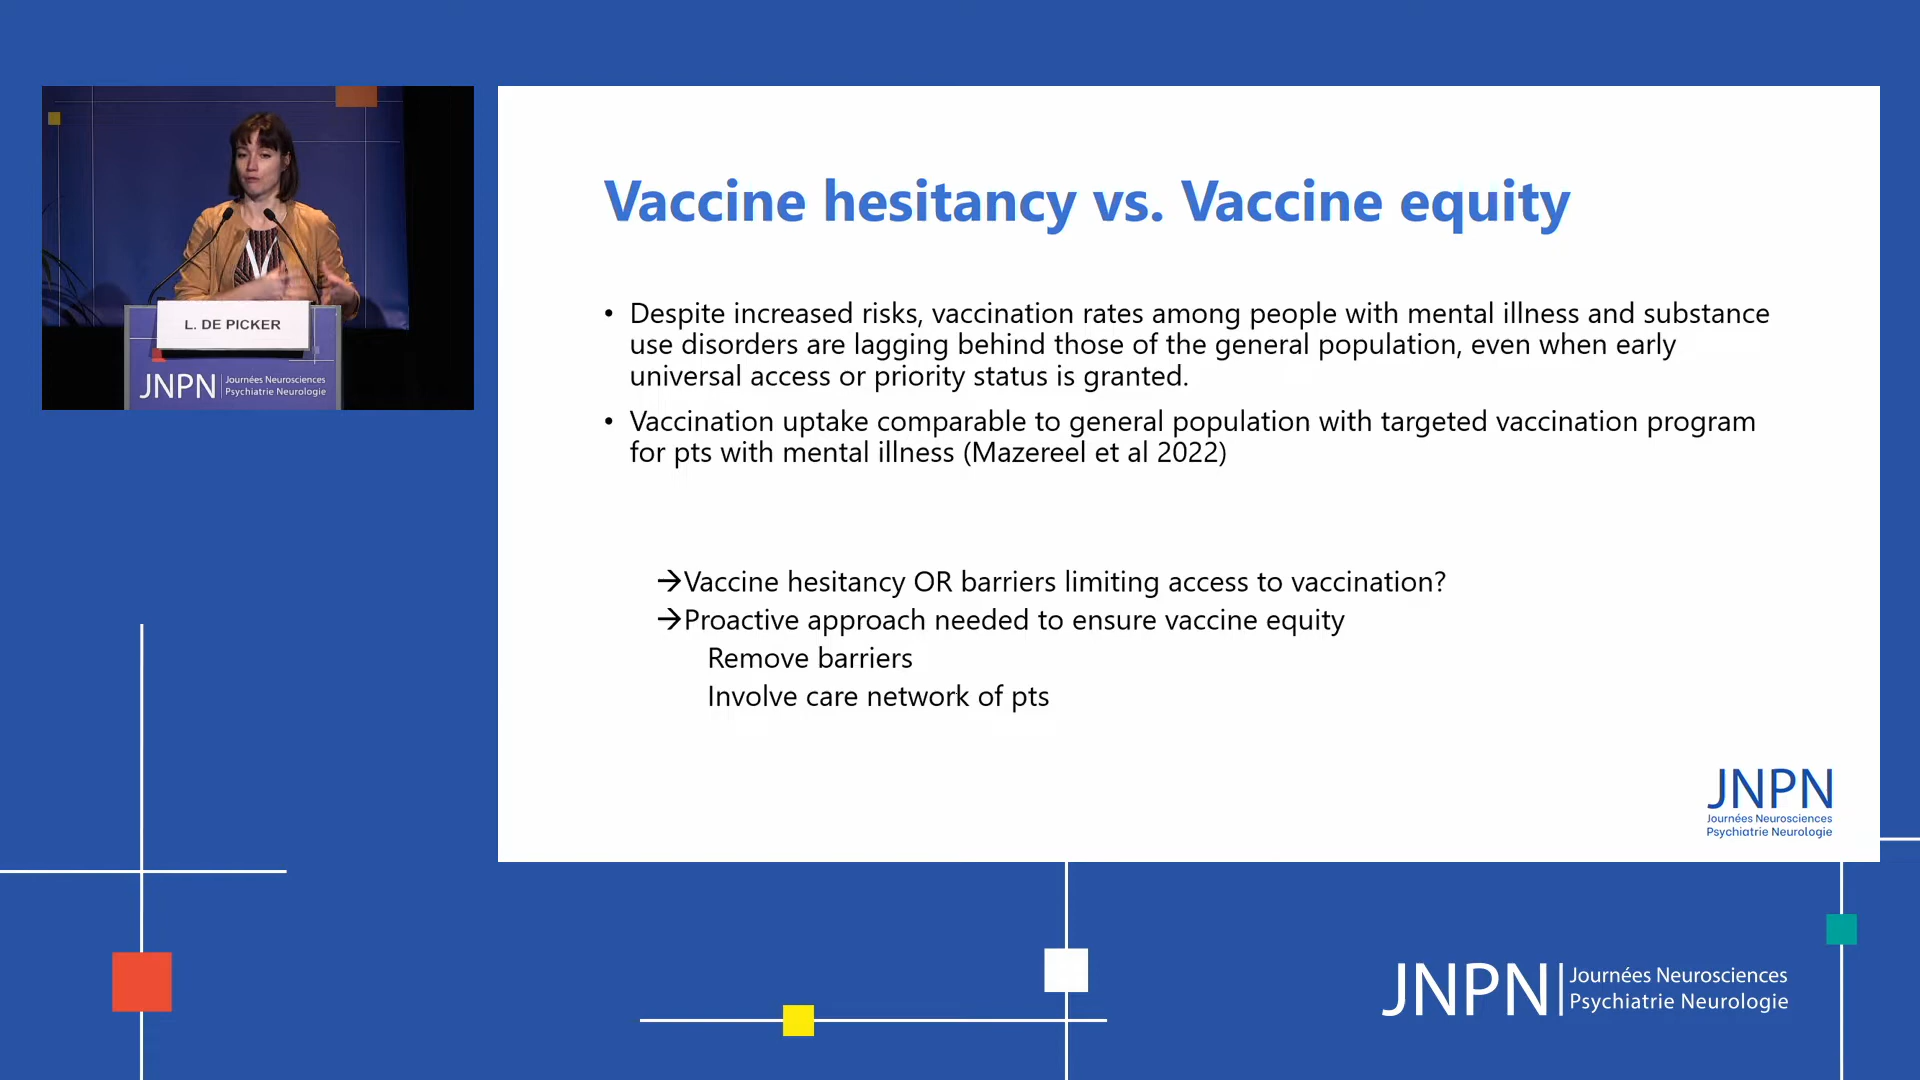 L. DE PICKER
JNPN
Journées Neurosciences
Psychiatrie Neurologie
Vaccine hesitancy vs. Vaccine equity
• Despite increased risks, vaccination rates among people with mental illness and substance
use disorders are lagging behind those of the general population, even when early
universal access or priority status is granted.
• Vaccination uptake comparable to general population with targeted vaccination program
for pts with mental illness (Mazereel et al 2022)
→Vaccine hesitancy OR barriers limiting access to vaccination?
→Proactive approach needed to ensure vaccine equity
Remove barriers
Involve care network of pts
JNPN
Journées Neurosciences
Psychiatrie Neurologie
JNPN
Journées Neurosciences
Psychiatrie Neurologie